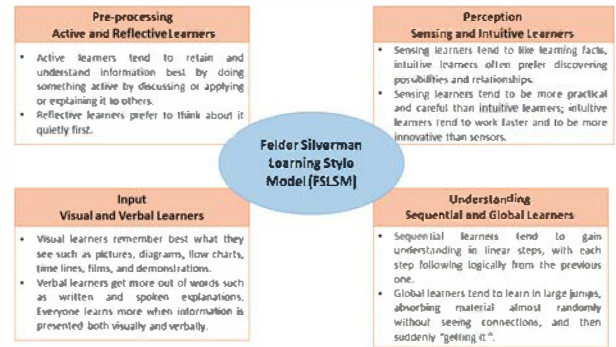 Pre-processing
Active and Reflective Learners
• Active learners tend to retain and
understand information best by doing
something active by discussing or applying
or explaining it to others.
• Reflective learners prefer to think about it
quietly first.
Perception
Sensing and Intuitive Learners
• Sensing learners tend to like learning facts,
intuitive learners often prefer discovering
possibilities and relationships.
• Sensing learners tend to be more practical
and careful than intuitive learners; intuitive
learners tend to work faster and to be more
innovative than sensors.
Felder Silverman
Learning Style
Model (FSLSM)
Input
Visual and Verbal Learners
• Visual learners remember best what they
see such as pictures, diagrams, flow charts,
time lines, films, and demonstrations.
• Verbal learners get more out of words such
as written and spoken explanations.
Everyone learns more when information is
presented both visually and verbally.
Understanding
Sequential and Global Learners
• Sequential learners tend to gain
understanding in linear steps, with each
step following logically from the previous
one.
• Global learners tend to learn in large jumps,
absorbing material almost randomly
without seeing connections, and then
suddenly "getting it".